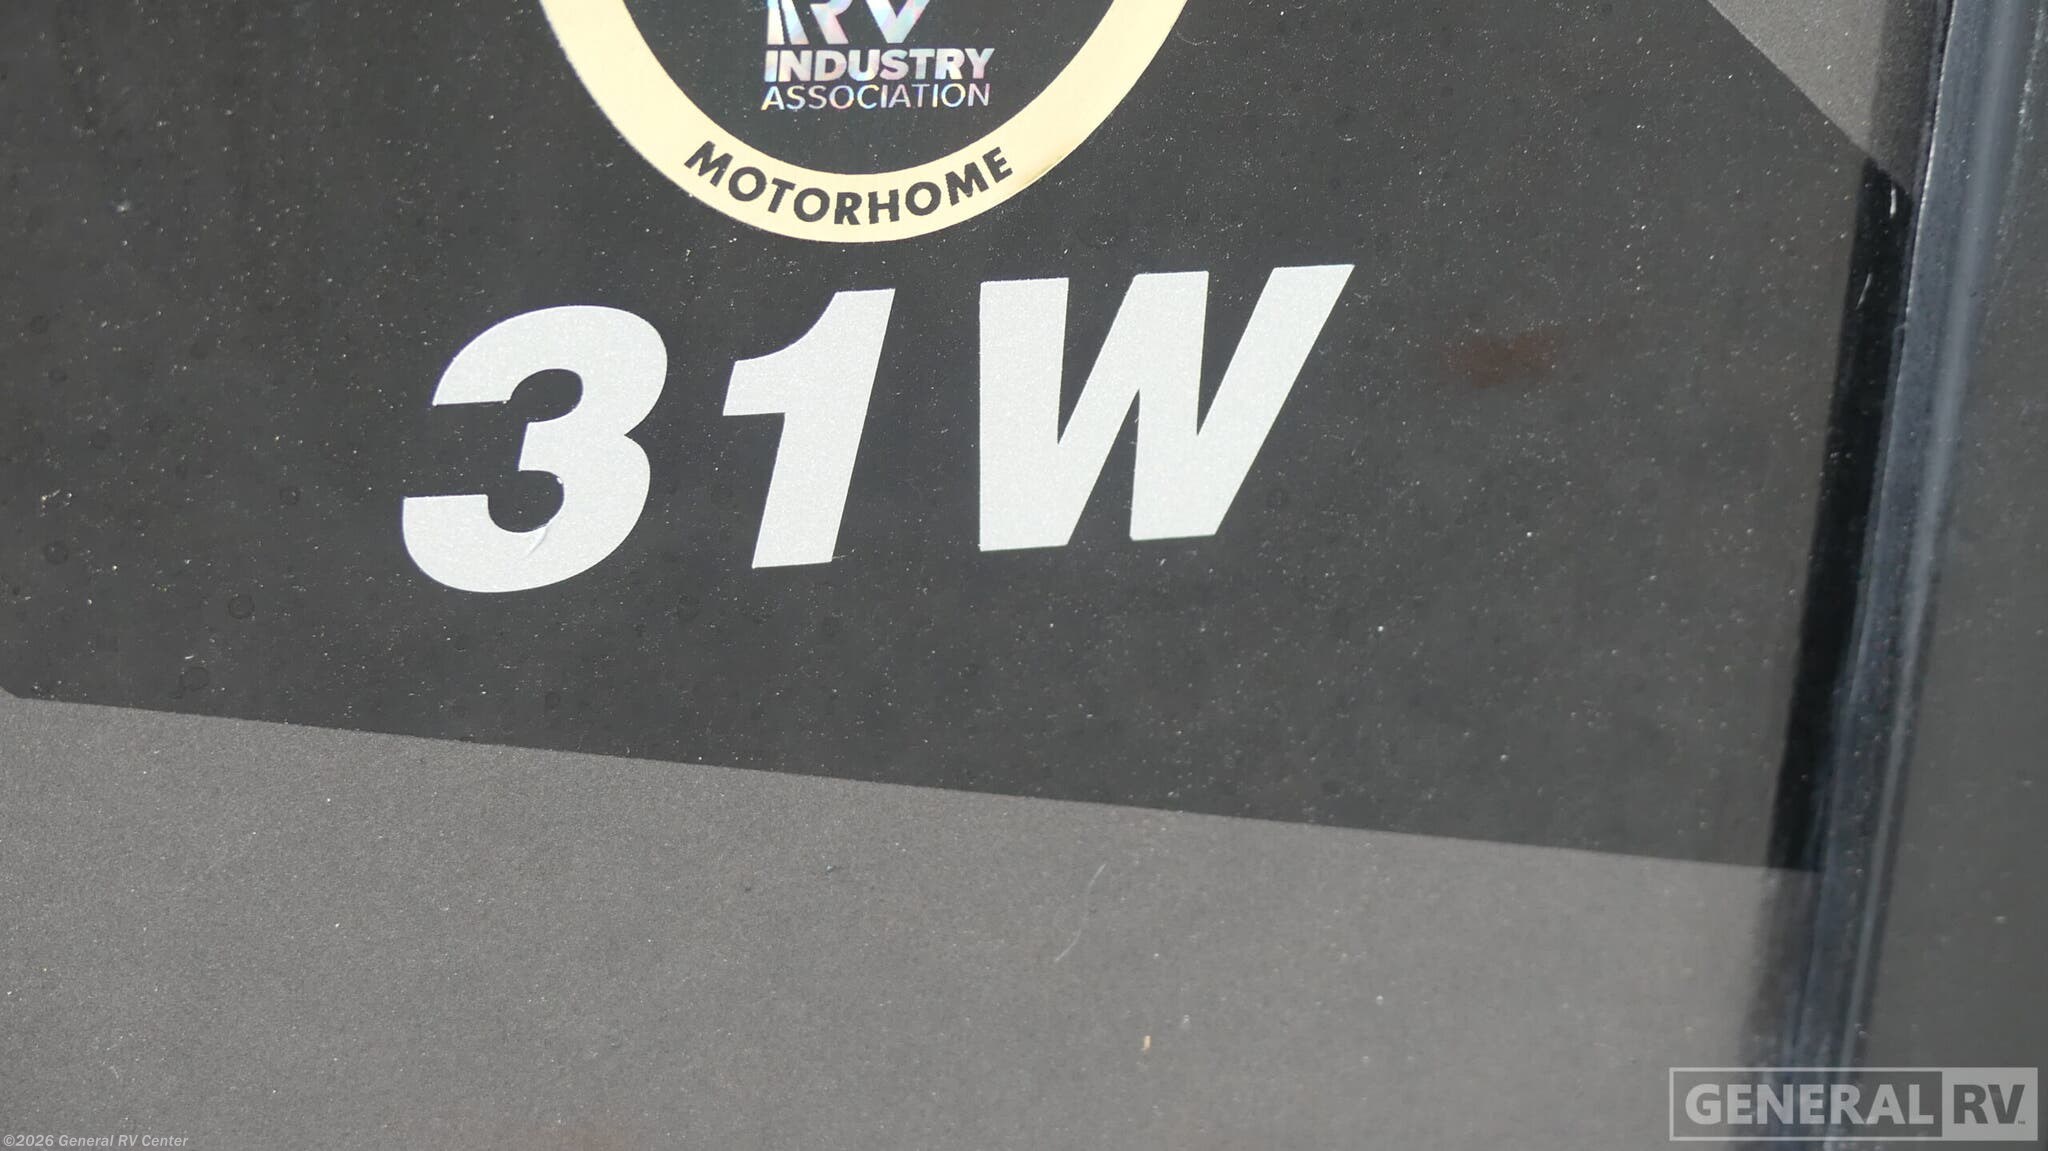 RV
INDUSTRY
ASSOCIATION
MOTORHOME
31W
GENERAL RV
©2026 General RV Center